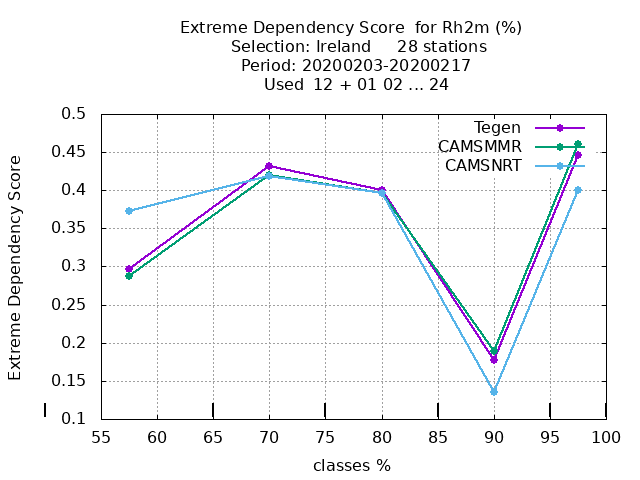 Extreme Dependency Score  for Rh2m (%)
Selection: Ireland     28 stations
Period: 20200203-20200217
Used  12 + 01 02 ... 24
Tegen
CAMSMMR
CAMSNRT
Extreme Dependency Score
0.5
0.45
0.4
0.35
0.3
0.25
0.2
0.15
0.1
55 60 65 70 75 80 85 90 95 100
classes %